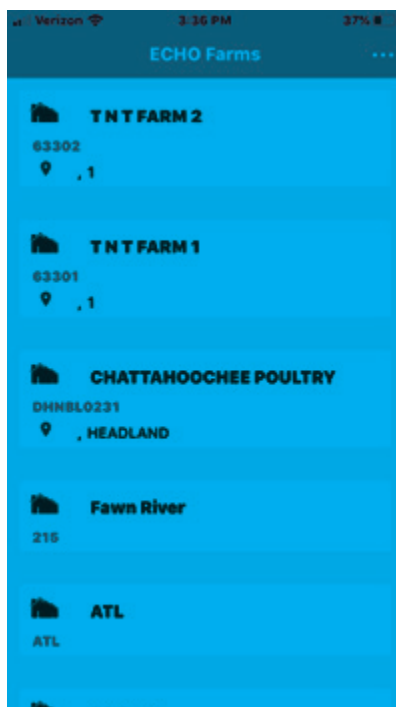 Verizon 3:36 PM 37%
ECHO Farms
T N T FARM 2
63302
, 1
T N T FARM 1
63301
, 1
CHATTAHOOCHEE POULTRY
DHNBL0231
, HEADLAND
Fawn River
215
ATL
ATL